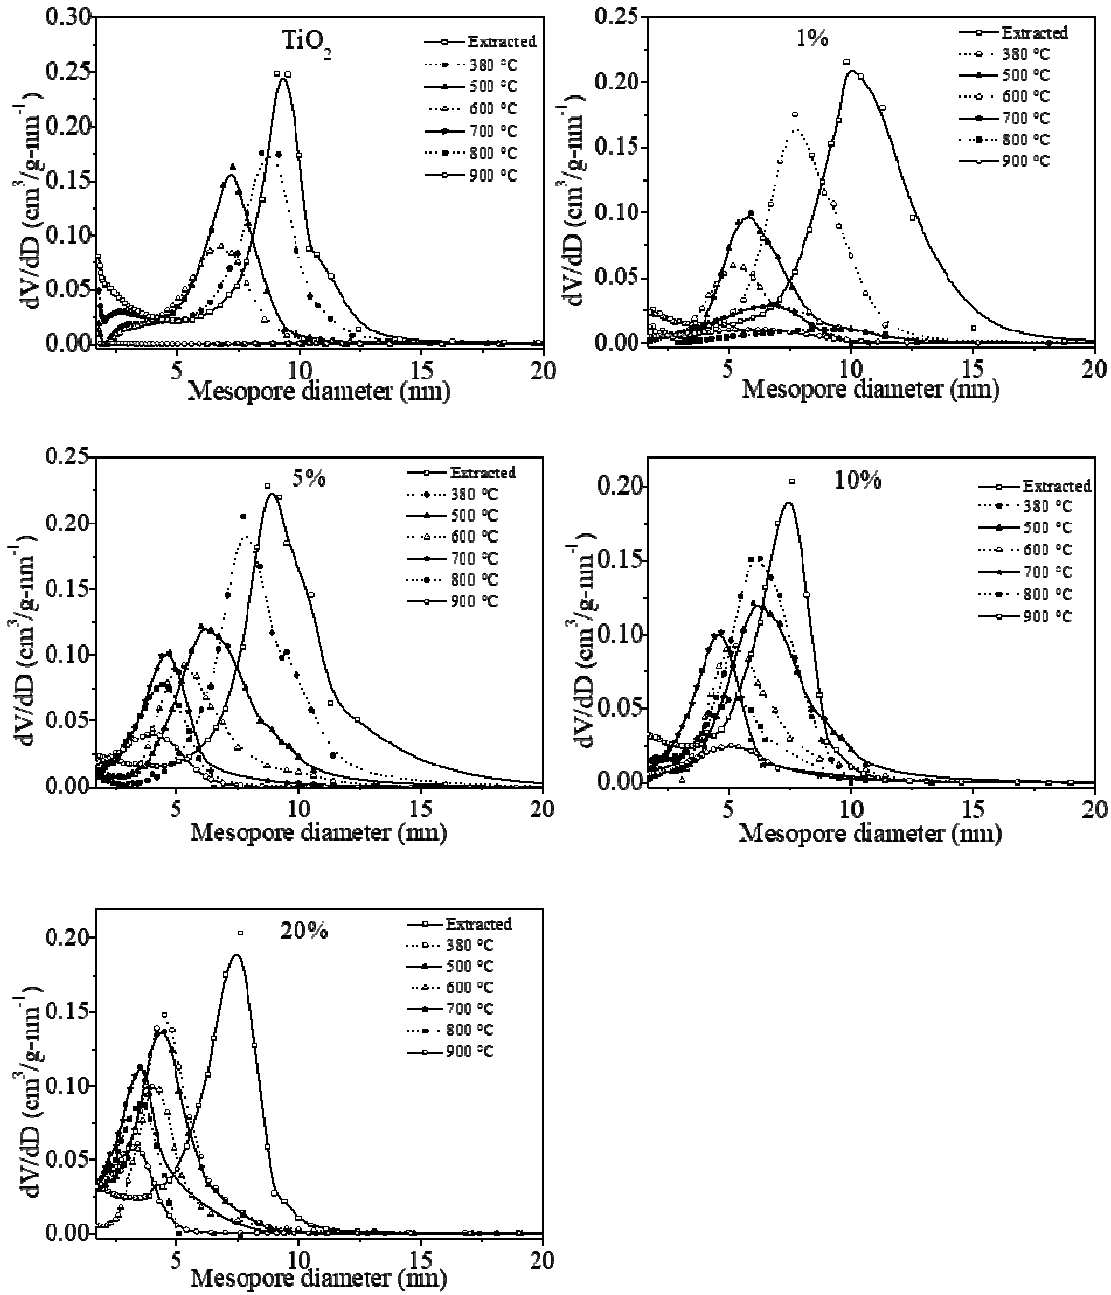 TiO2
dV/dD (cm3/g-nm-1)
0.30
0.25
0.20
0.15
0.10
0.05
0.00
5
10
15
20
Mesopore diameter (nm)
Extracted
380 °C
500 °C
600 °C
700 °C
800 °C
900 °C
1%
dV/dD (cm3/g-nm-1)
0.25
0.20
0.15
0.10
0.05
0.00
5
10
15
20
Mesopore diameter (nm)
Extracted
380 °C
500 °C
600 °C
700 °C
800 °C
900 °C
5%
dV/dD (cm3/g-nm-1)
0.25
0.20
0.15
0.10
0.05
0.00
5
10
15
20
Mesopore diameter (nm)
Extracted
380 °C
500 °C
600 °C
700 °C
800 °C
900 °C
10%
dV/dD (cm3/g-nm-1)
0.20
0.15
0.10
0.05
0.00
5
10
15
20
Mesopore diameter (nm)
Extracted
380 °C
500 °C
600 °C
700 °C
800 °C
900 °C
20%
dV/dD (cm3/g-nm-1)
0.20
0.15
0.10
0.05
0.00
5
10
15
20
Mesopore diameter (nm)
Extracted
380 °C
500 °C
600 °C
700 °C
800 °C
900 °C